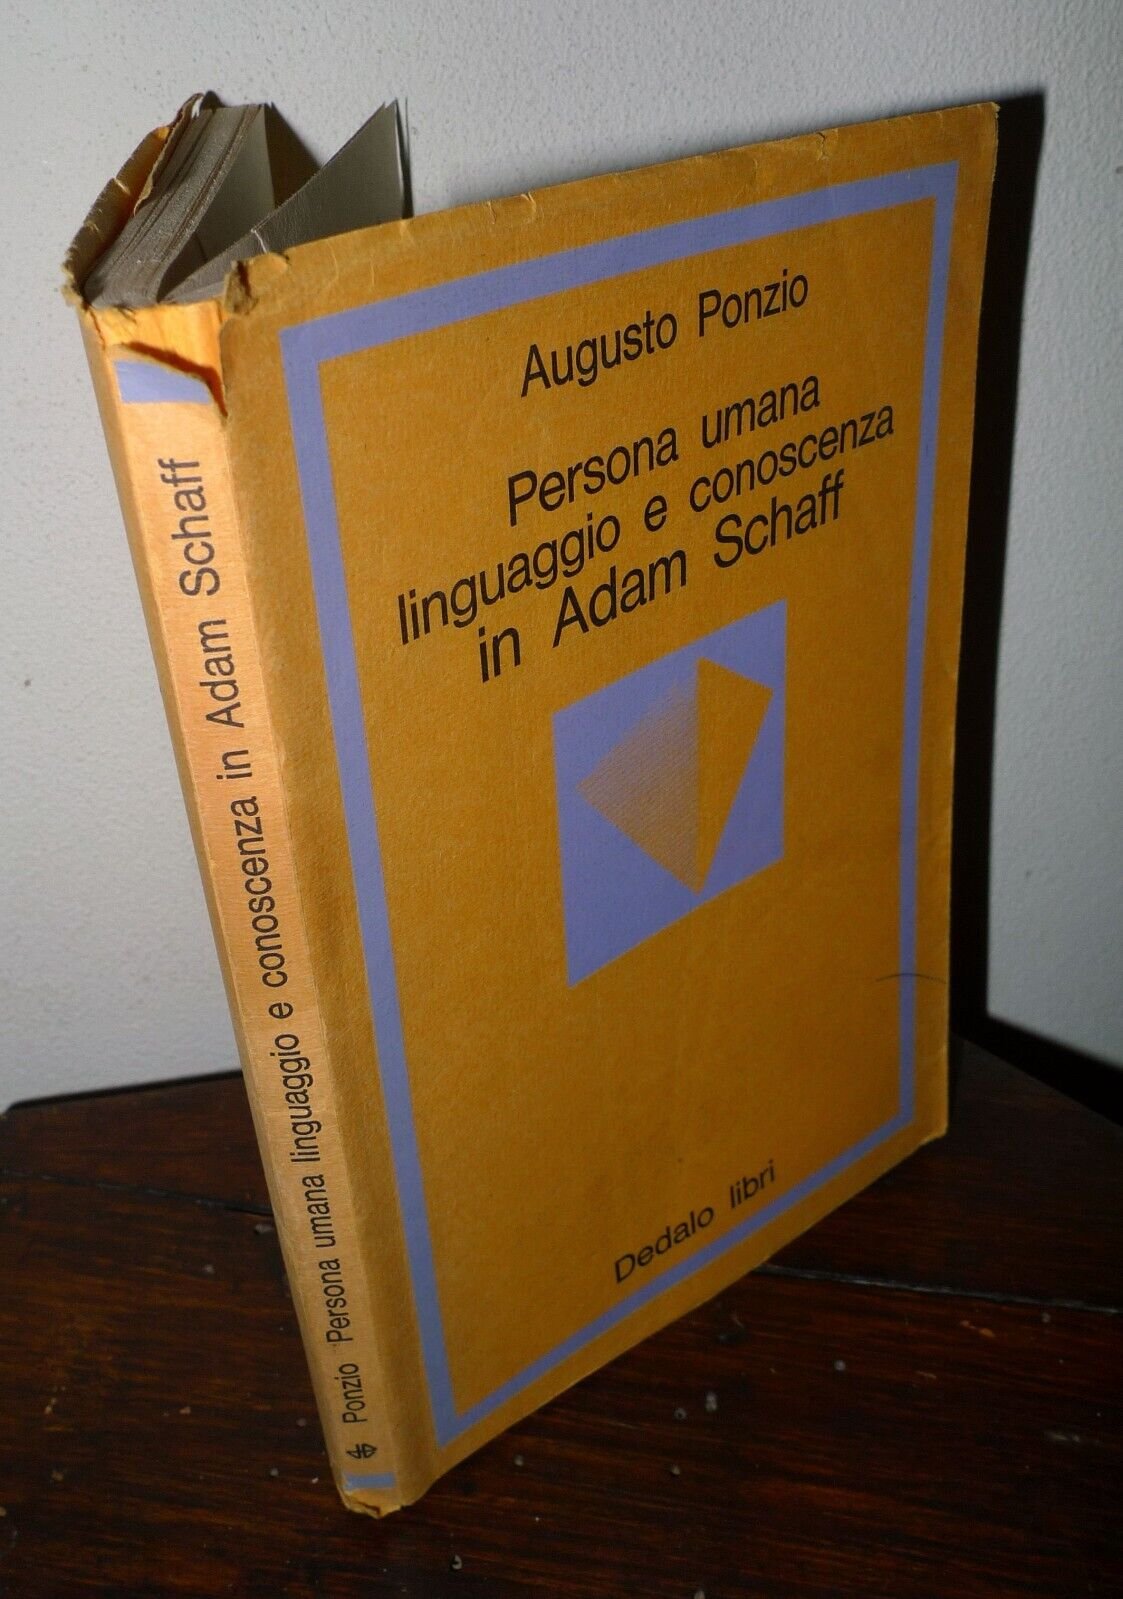 Augusto Ponzio
Persona umana
linguaggio e conoscenza
in Adam Schaff
Dedalo libri
Ponzio Persona umana linguaggio e conoscenza in Adam Schaff